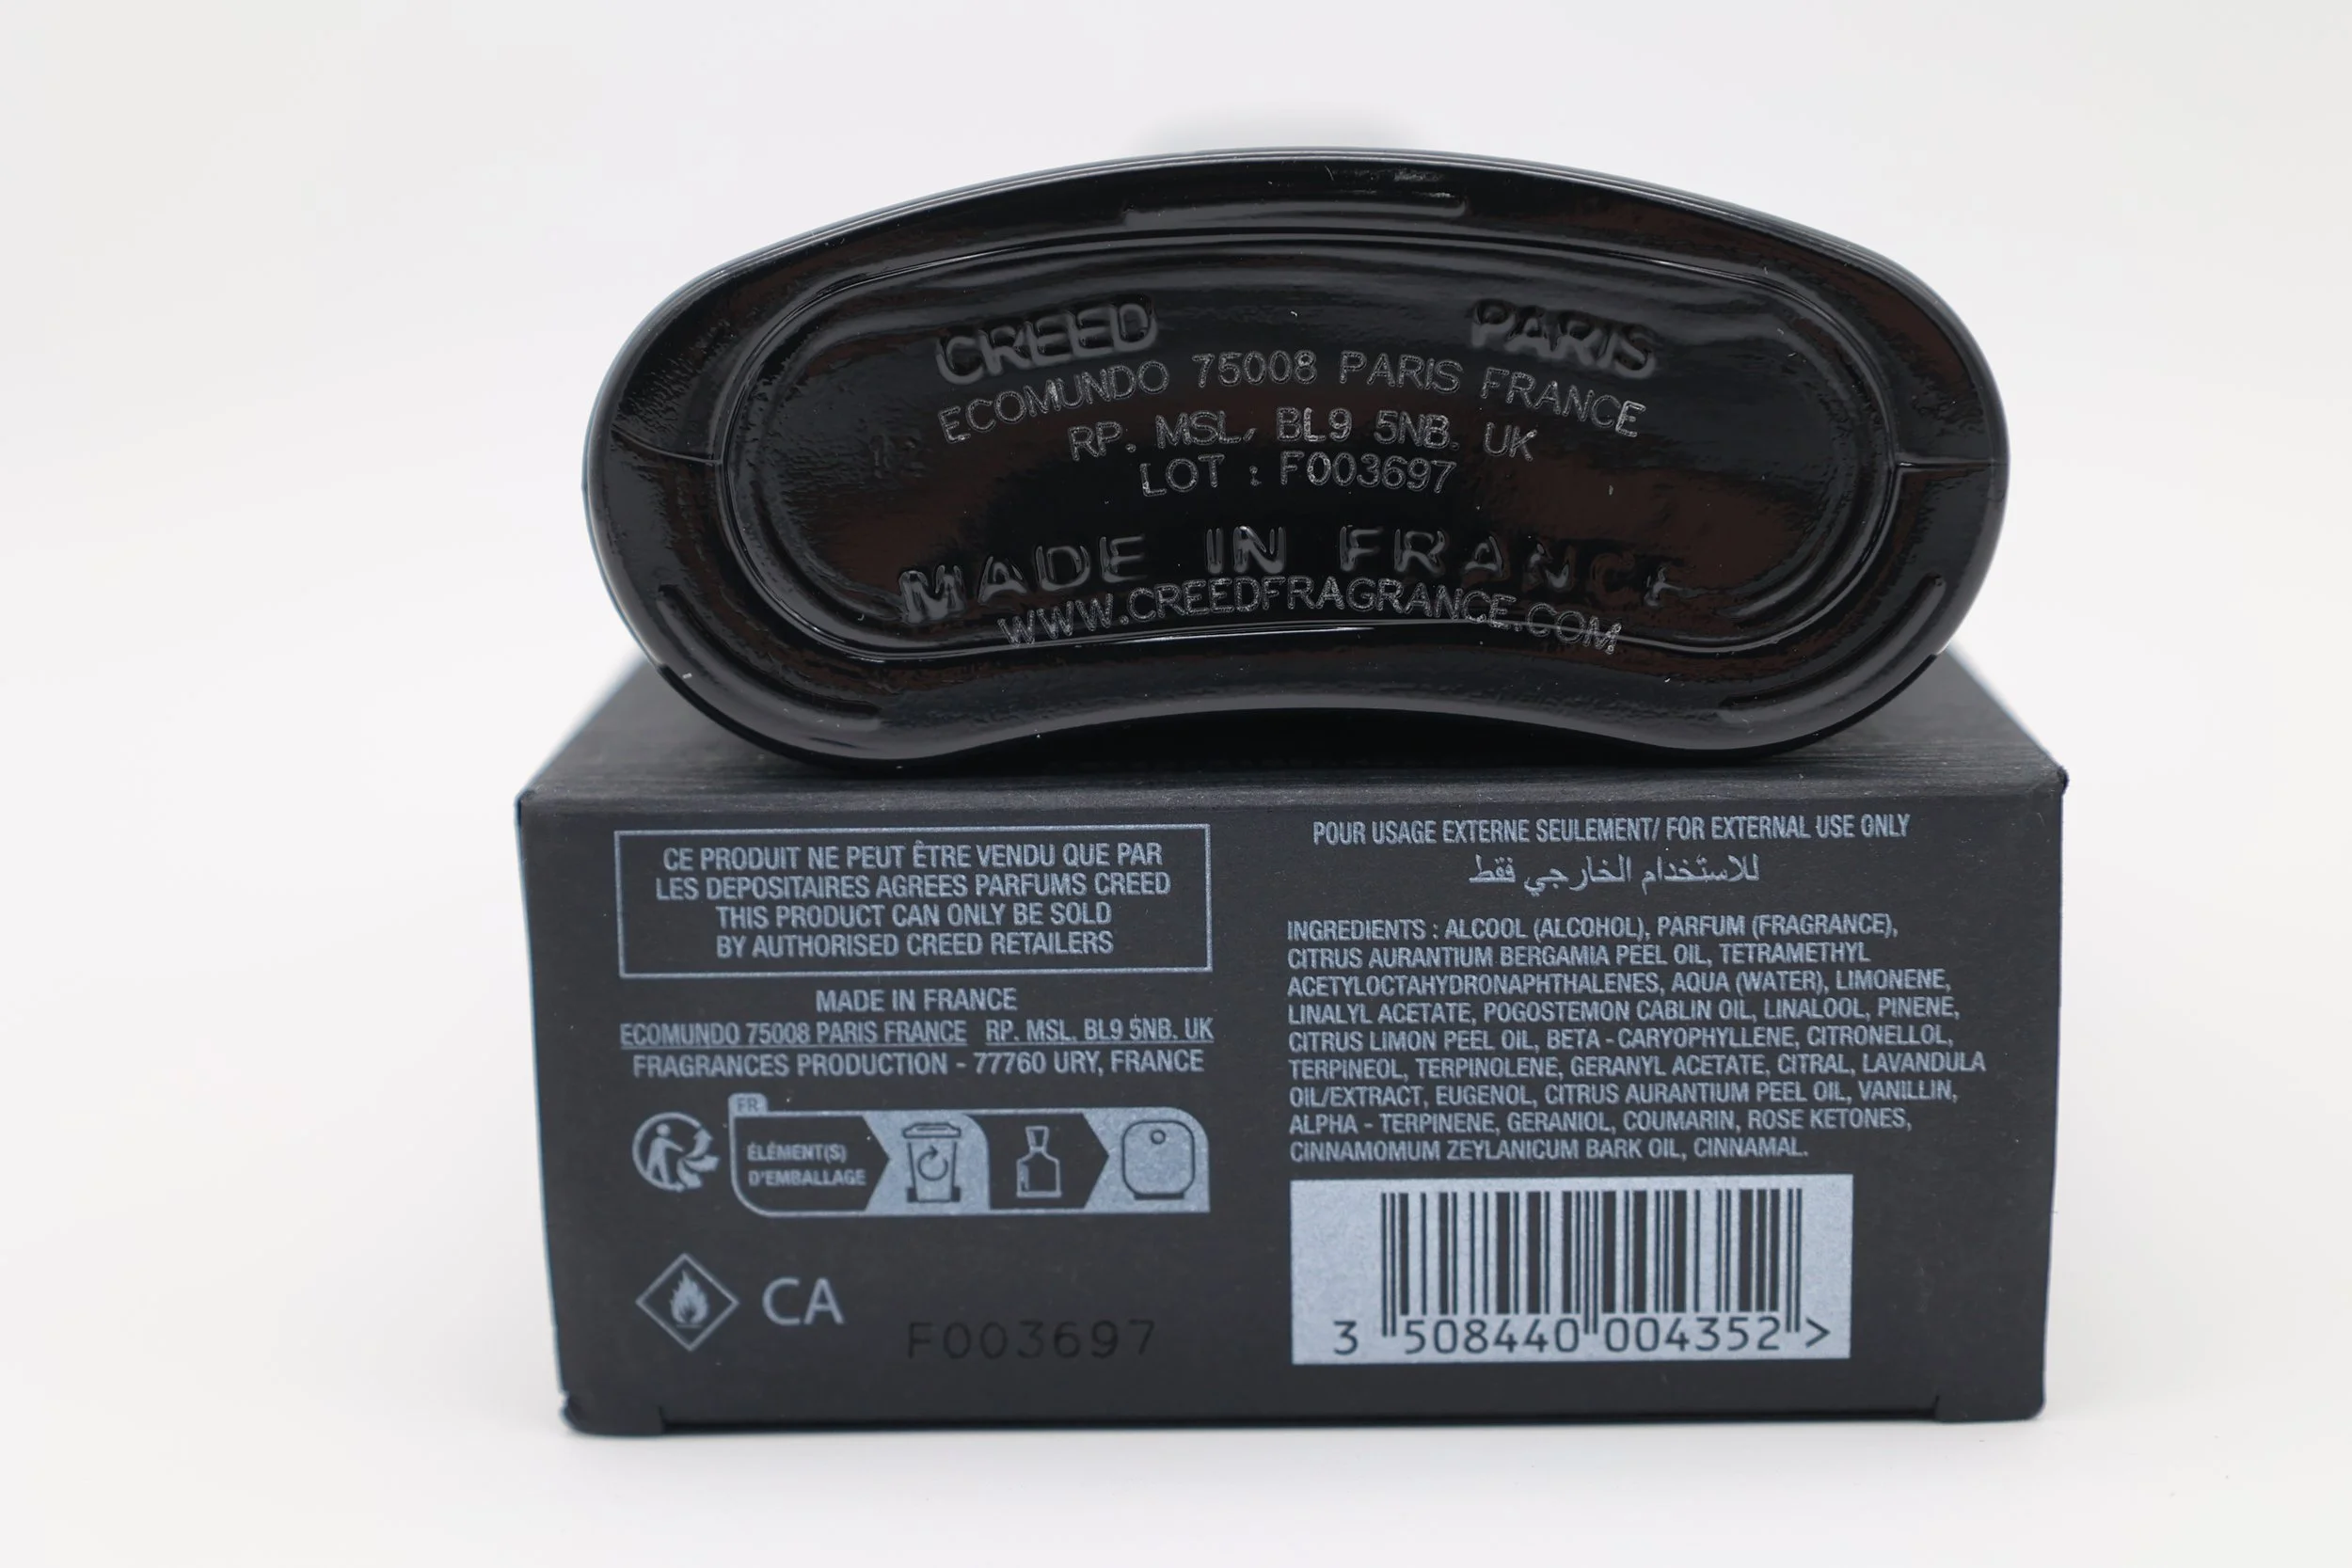 CREED PARIS
ECOMUNDO 75008 PARIS FRANCE
RP. MSL, BL9 5NB. UK
LOT : F003697
MADE IN FRANCE
WWW.CREEDFRAGRANCE.COM
CE PRODUIT NE PEUT ÊTRE VENDU QUE PAR
LES DEPOSITAIRES AGREES PARFUMS CREED
THIS PRODUCT CAN ONLY BE SOLD
BY AUTHORISED CREED RETAILERS
MADE IN FRANCE
ECOMUNDO 75008 PARIS FRANCE RP. MSL. BL9 5NB. UK
FRAGRANCES PRODUCTION - 77760 URY, FRANCE
FR
ÉLÉMENT(S)
D'EMBALLAGE
CA
F003697
POUR USAGE EXTERNE SEULEMENT/ FOR EXTERNAL USE ONLY
للاستخدام الخارجي فقط
INGREDIENTS : ALCOOL (ALCOHOL), PARFUM (FRAGRANCE),
CITRUS AURANTIUM BERGAMIA PEEL OIL, TETRAMETHYL
ACETYLOCTAHYDRONAPHTHALENES, AQUA (WATER), LIMONENE,
LINALYL ACETATE, POGOSTEMON CABLIN OIL, LINALOOL, PINENE,
CITRUS LIMON PEEL OIL, BETA - CARYOPHYLLENE, CITRONELLOL,
TERPINEOL, TERPINOLENE, GERANYL ACETATE, CITRAL, LAVANDULA
OIL/EXTRACT, EUGENOL, CITRUS AURANTIUM PEEL OIL, VANILLIN,
ALPHA - TERPINENE, GERANIOL, COUMARIN, ROSE KETONES,
CINNAMOMUM ZEYLANICUM BARK OIL, CINNAMAL.
3 508440 004352 >